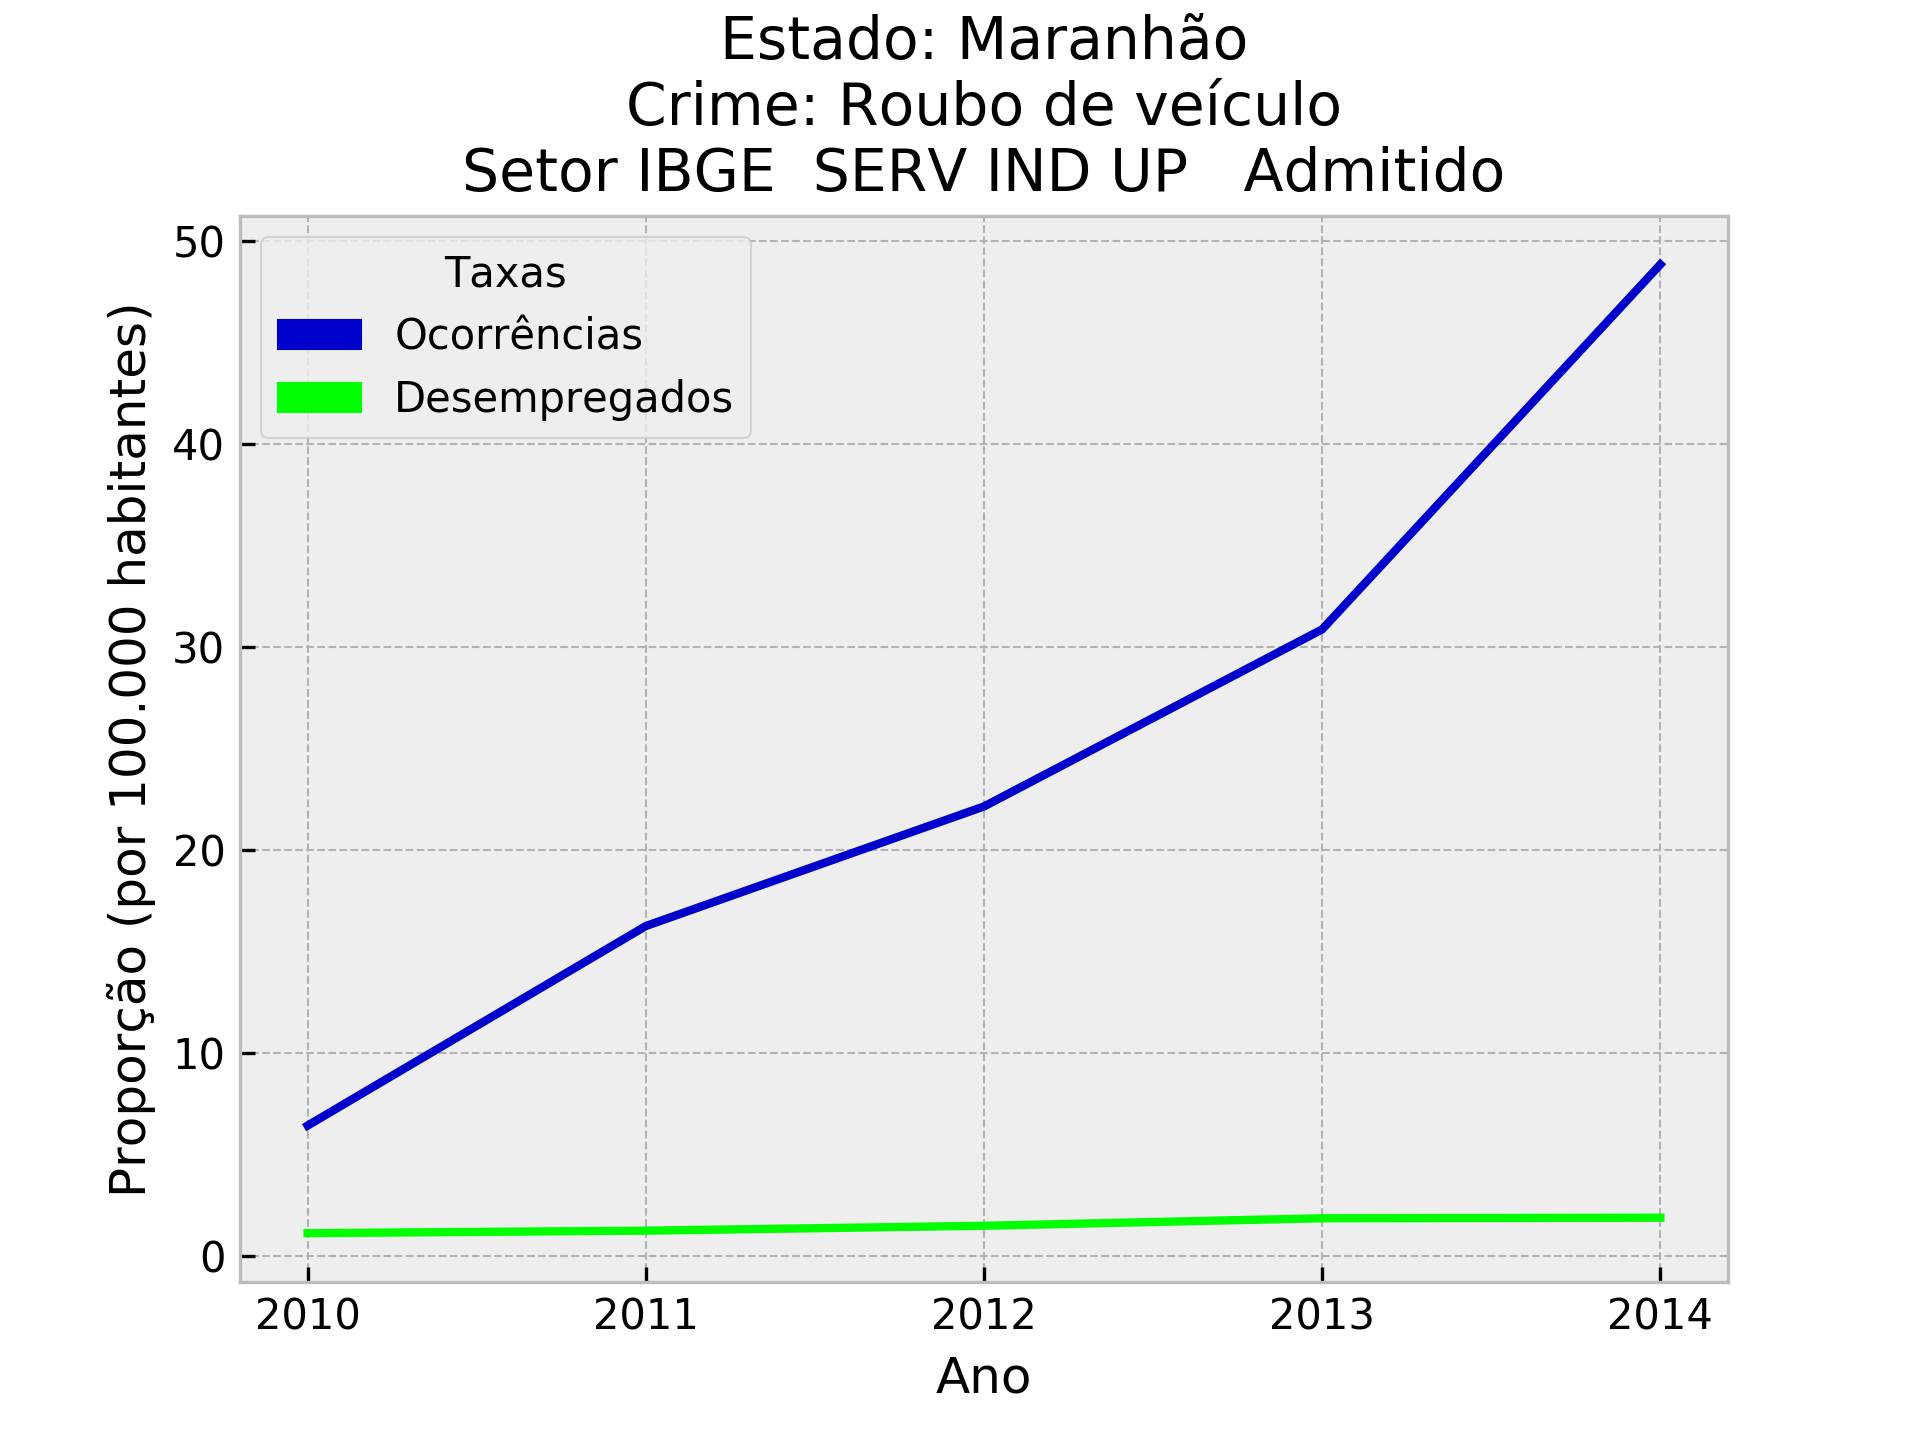 Estado: Maranhão
Crime: Roubo de veículo
Setor IBGE  SERV IND UP   Admitido
Proporção (por 100.000 habitantes)
50
40
30
20
10
0
Taxas
Ocorrências
Desempregados
2010 2011 2012 2013 2014
Ano